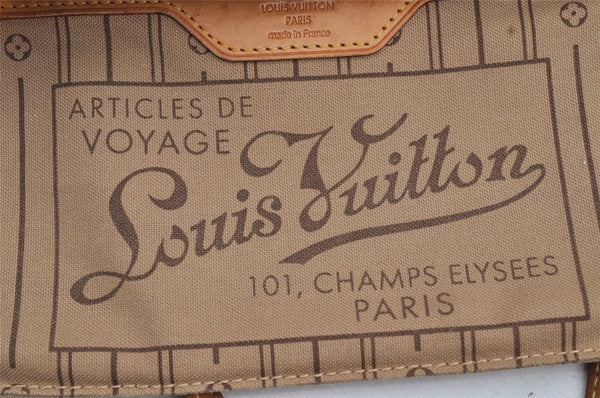 LOUIS VUITTON
PARIS
made in France
ARTICLES DE
VOYAGE
Louis Vuitton
101, CHAMPS ELYSEES
PARIS